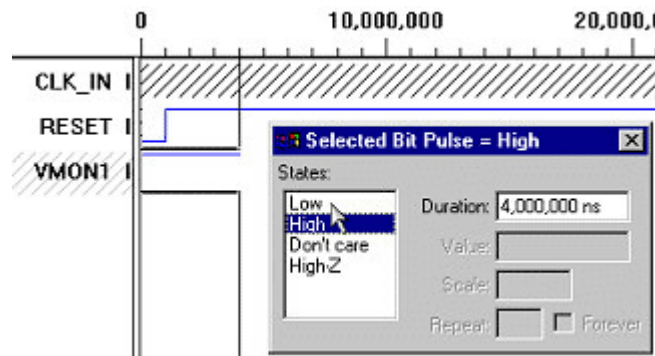 0 10,000,000 20,000,
CLK_IN I
RESET I
VMON1 I
Selected Bit Pulse = High
States:
Low
High
Don't care
High-Z
Duration: 4,000,000 ns
Value:
Scale:
Repeat: Forever